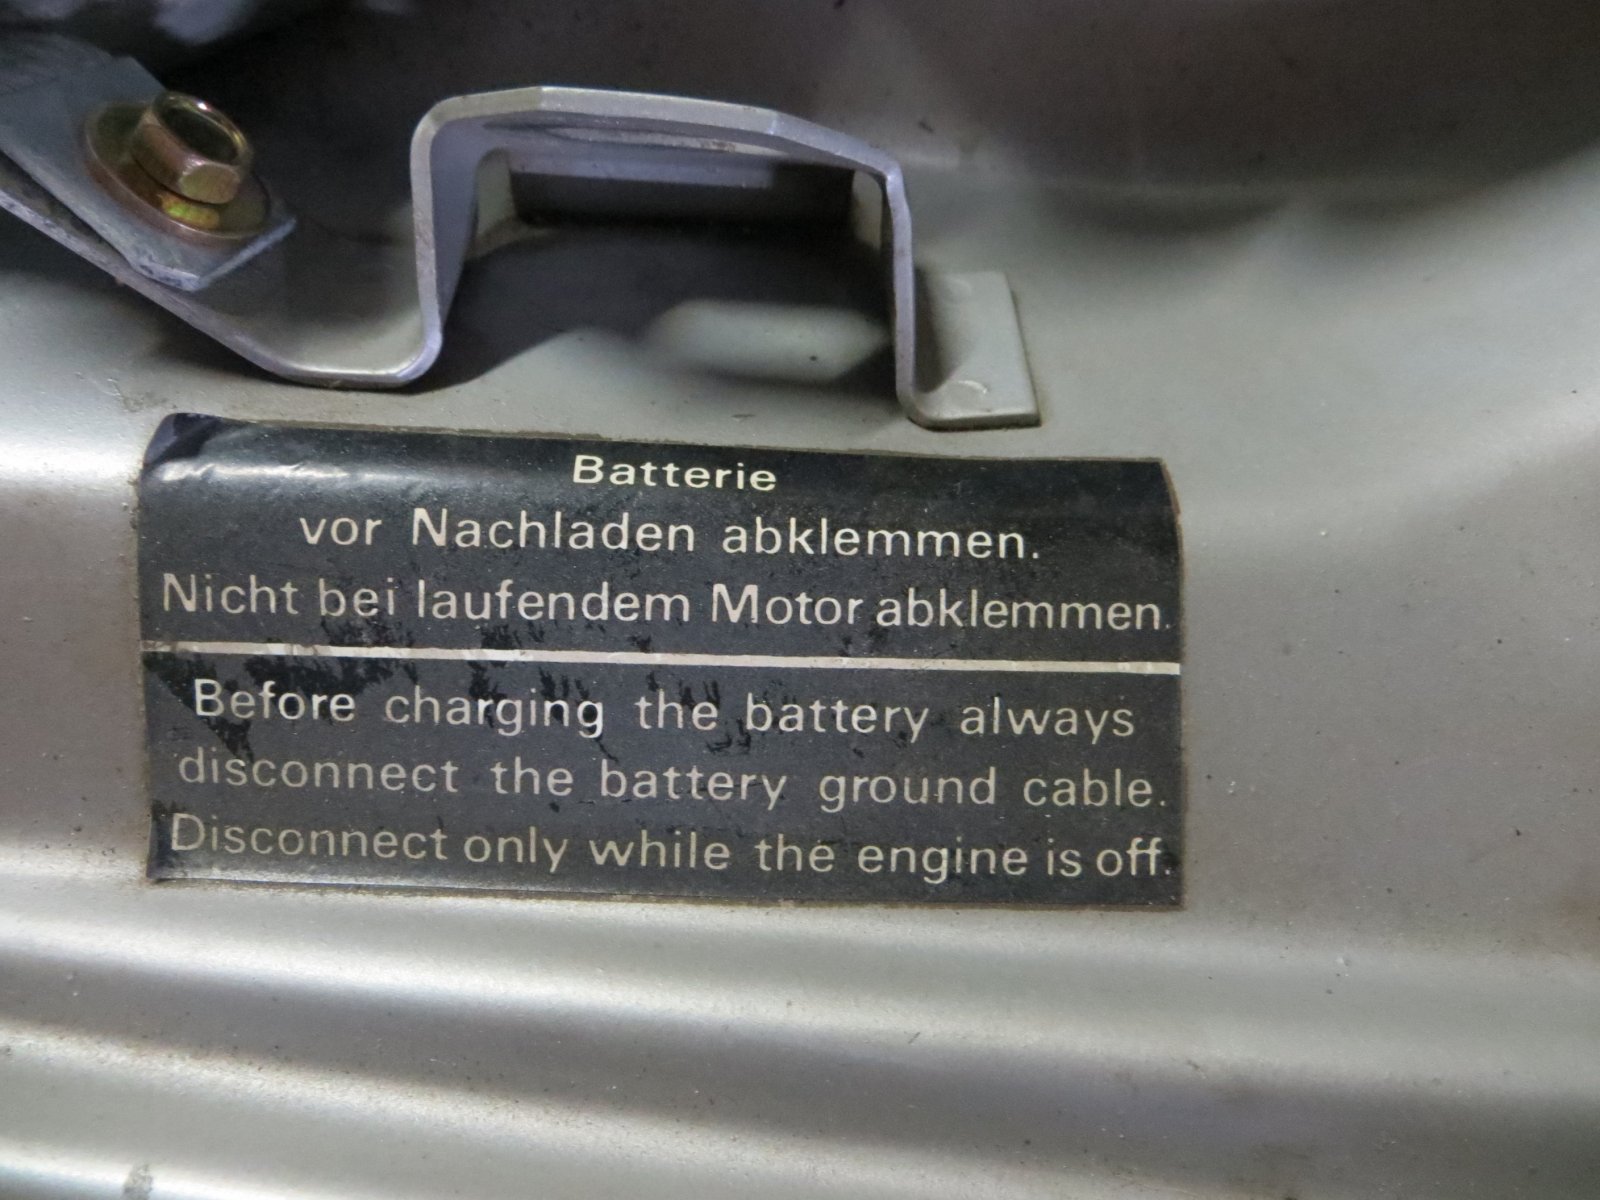 Batterie
vor Nachladen abklemmen.
Nicht bei laufendem Motor abklemmen.
Before charging the battery always
disconnect the battery ground cable.
Disconnect only while the engine is off.